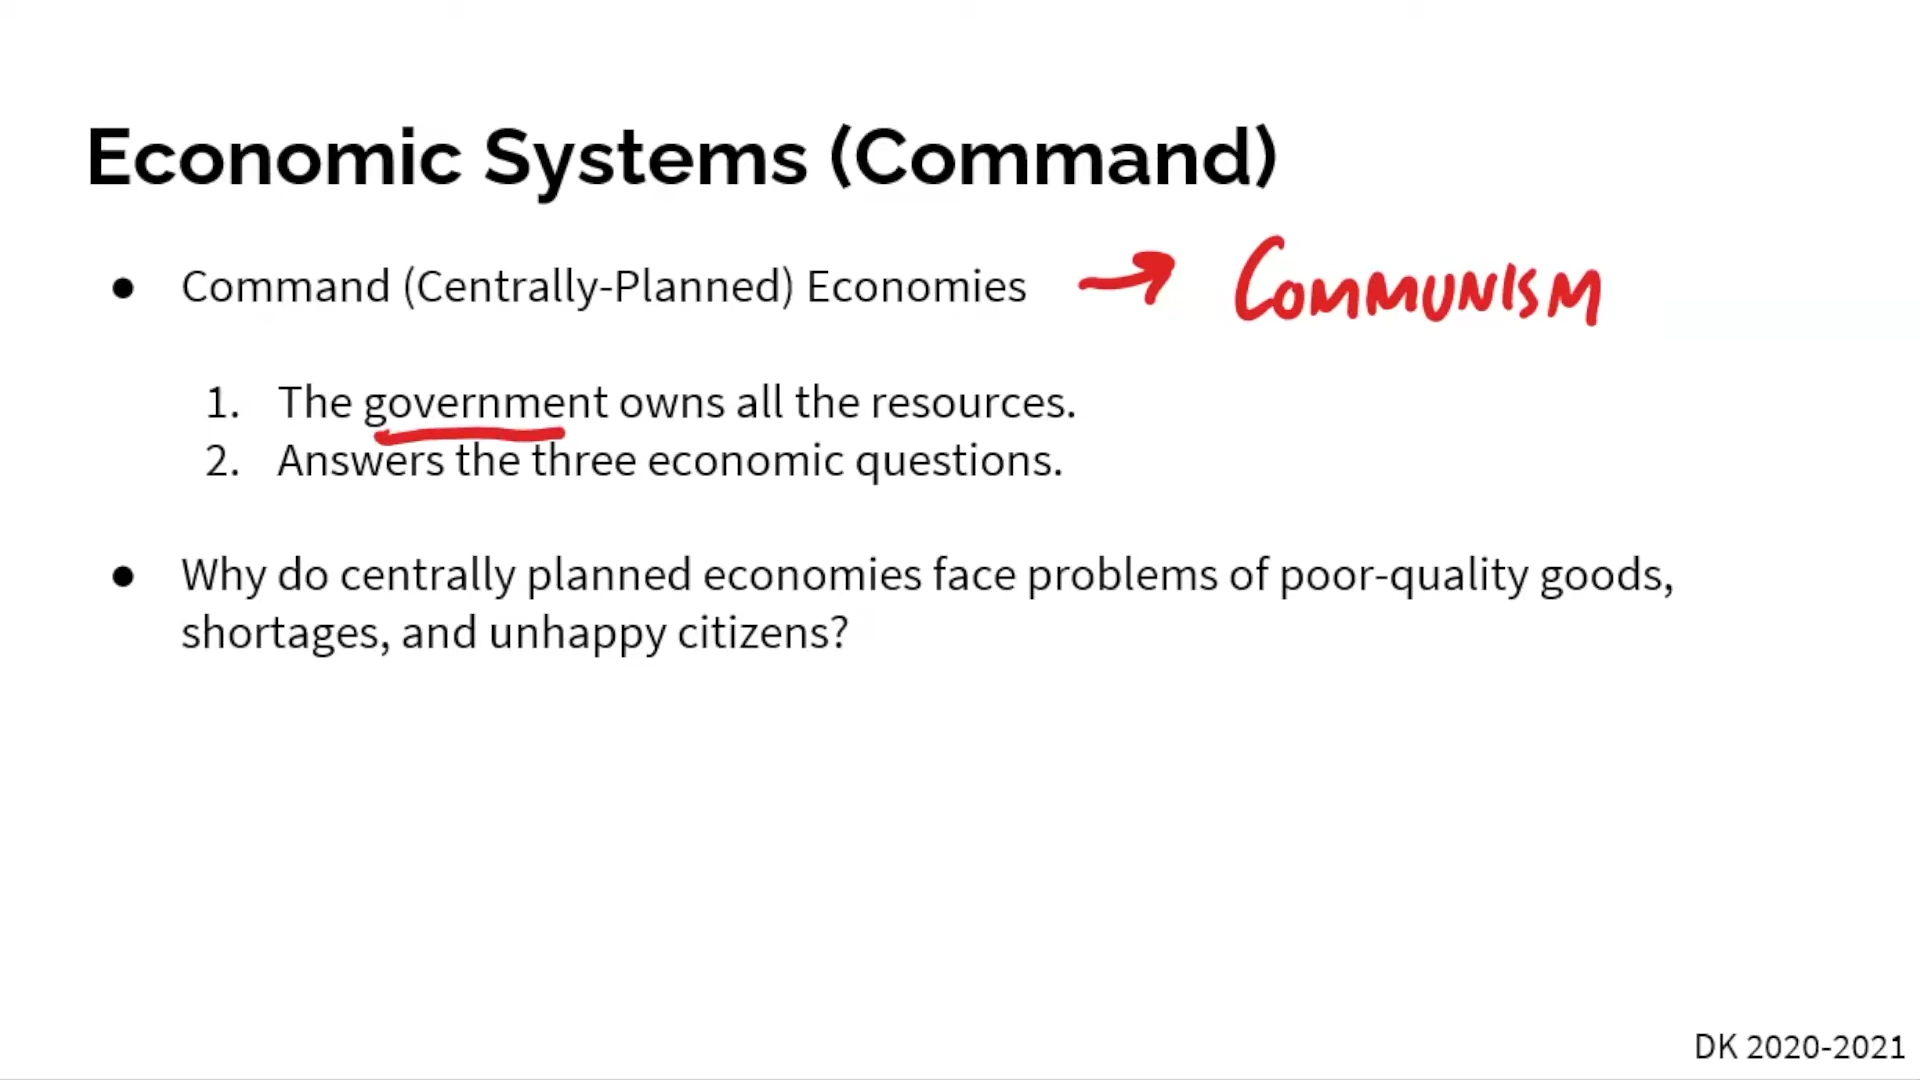 Economic Systems (Command)
● Command (Centrally-Planned) Economies → COMMUNISM
1. The government owns all the resources.
2. Answers the three economic questions.
● Why do centrally planned economies face problems of poor-quality goods,
shortages, and unhappy citizens?
DK 2020-2021